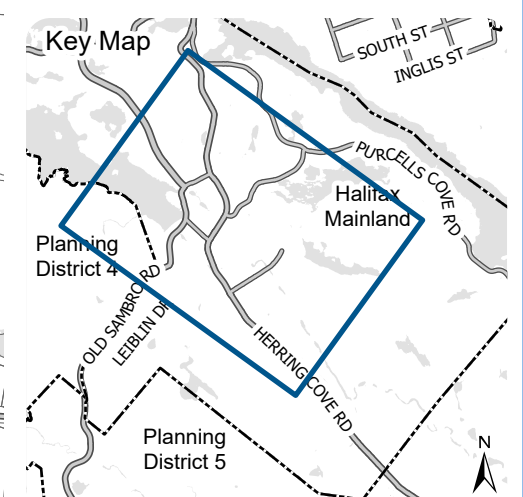 Key Map
SOUTH ST
INGLIS ST
PURCELLS COVE RD
Halifax
Mainland
Planning
District 4
OLD SAMBRO RD
LEIBLIN DR
HERRING COVE RD
Planning
District 5
N